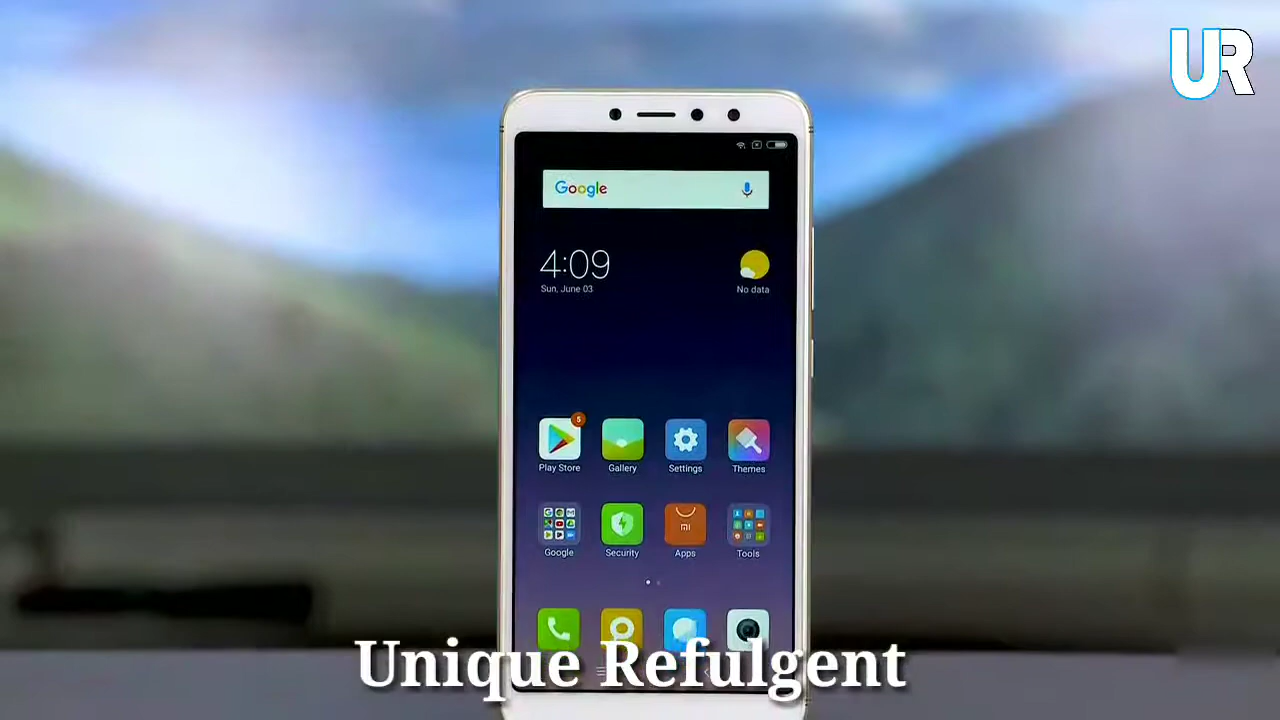 UR
Google
4:09
Sun, June 03
No data
5
Play Store
Gallery
Settings
Themes
mi
Google
Security
Apps
Tools
Unique Refulgent